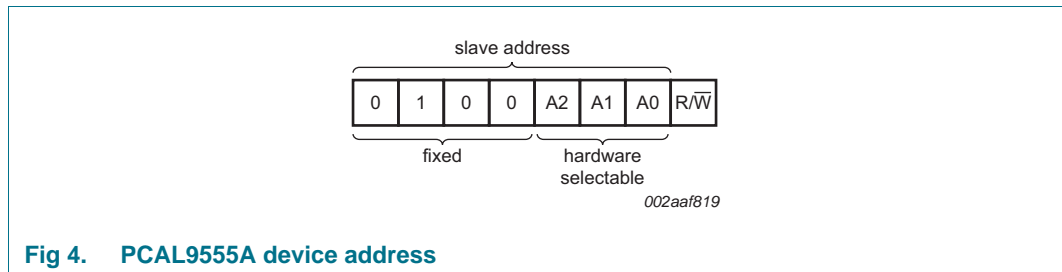 slave address
0 1 0 0 A2 A1 A0 R/W̅
fixed
hardware
selectable
002aaf819
Fig 4. PCAL9555A device address